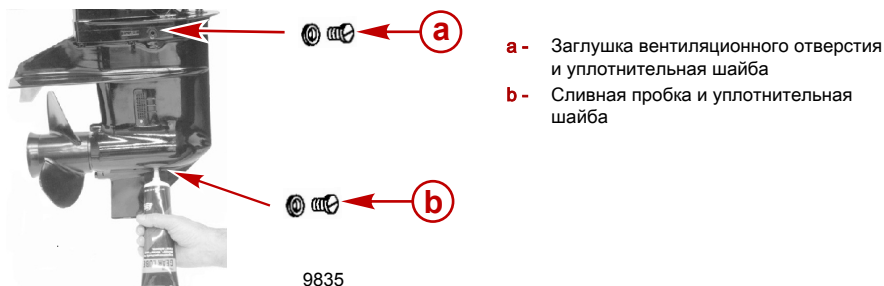 a
b
9835
a - Заглушка вентиляционного отверстия
и уплотнительная шайба
b - Сливная пробка и уплотнительная
шайба